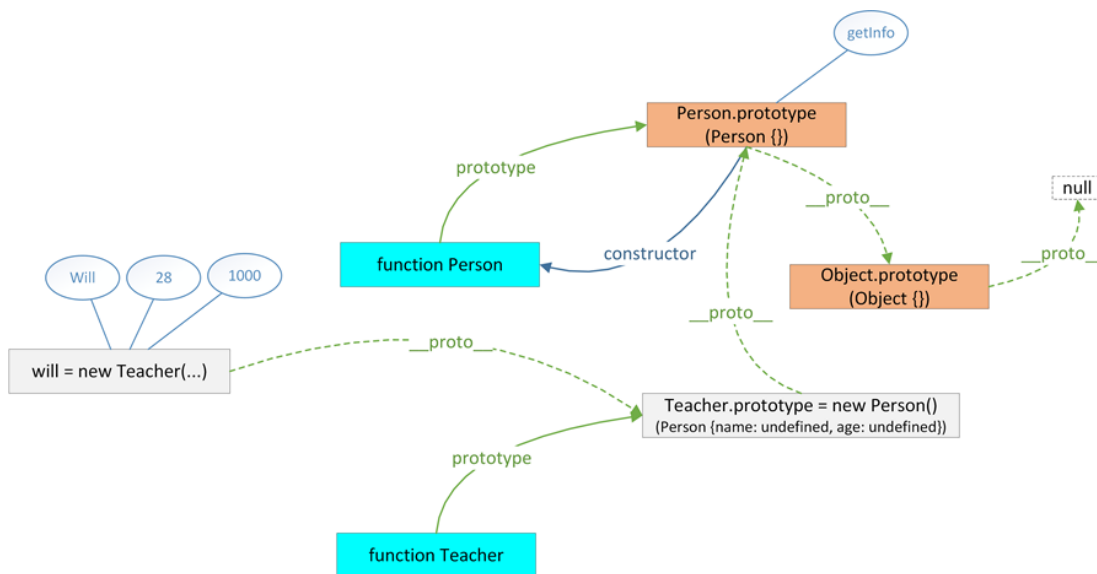 getInfo
Person.prototype
(Person {})
prototype
__proto__
null
function Person
constructor
Will
28
1000
Object.prototype
(Object {})
__proto__
__proto__
__proto__
will = new Teacher(...)
Teacher.prototype = new Person()
(Person {name: undefined, age: undefined})
prototype
function Teacher